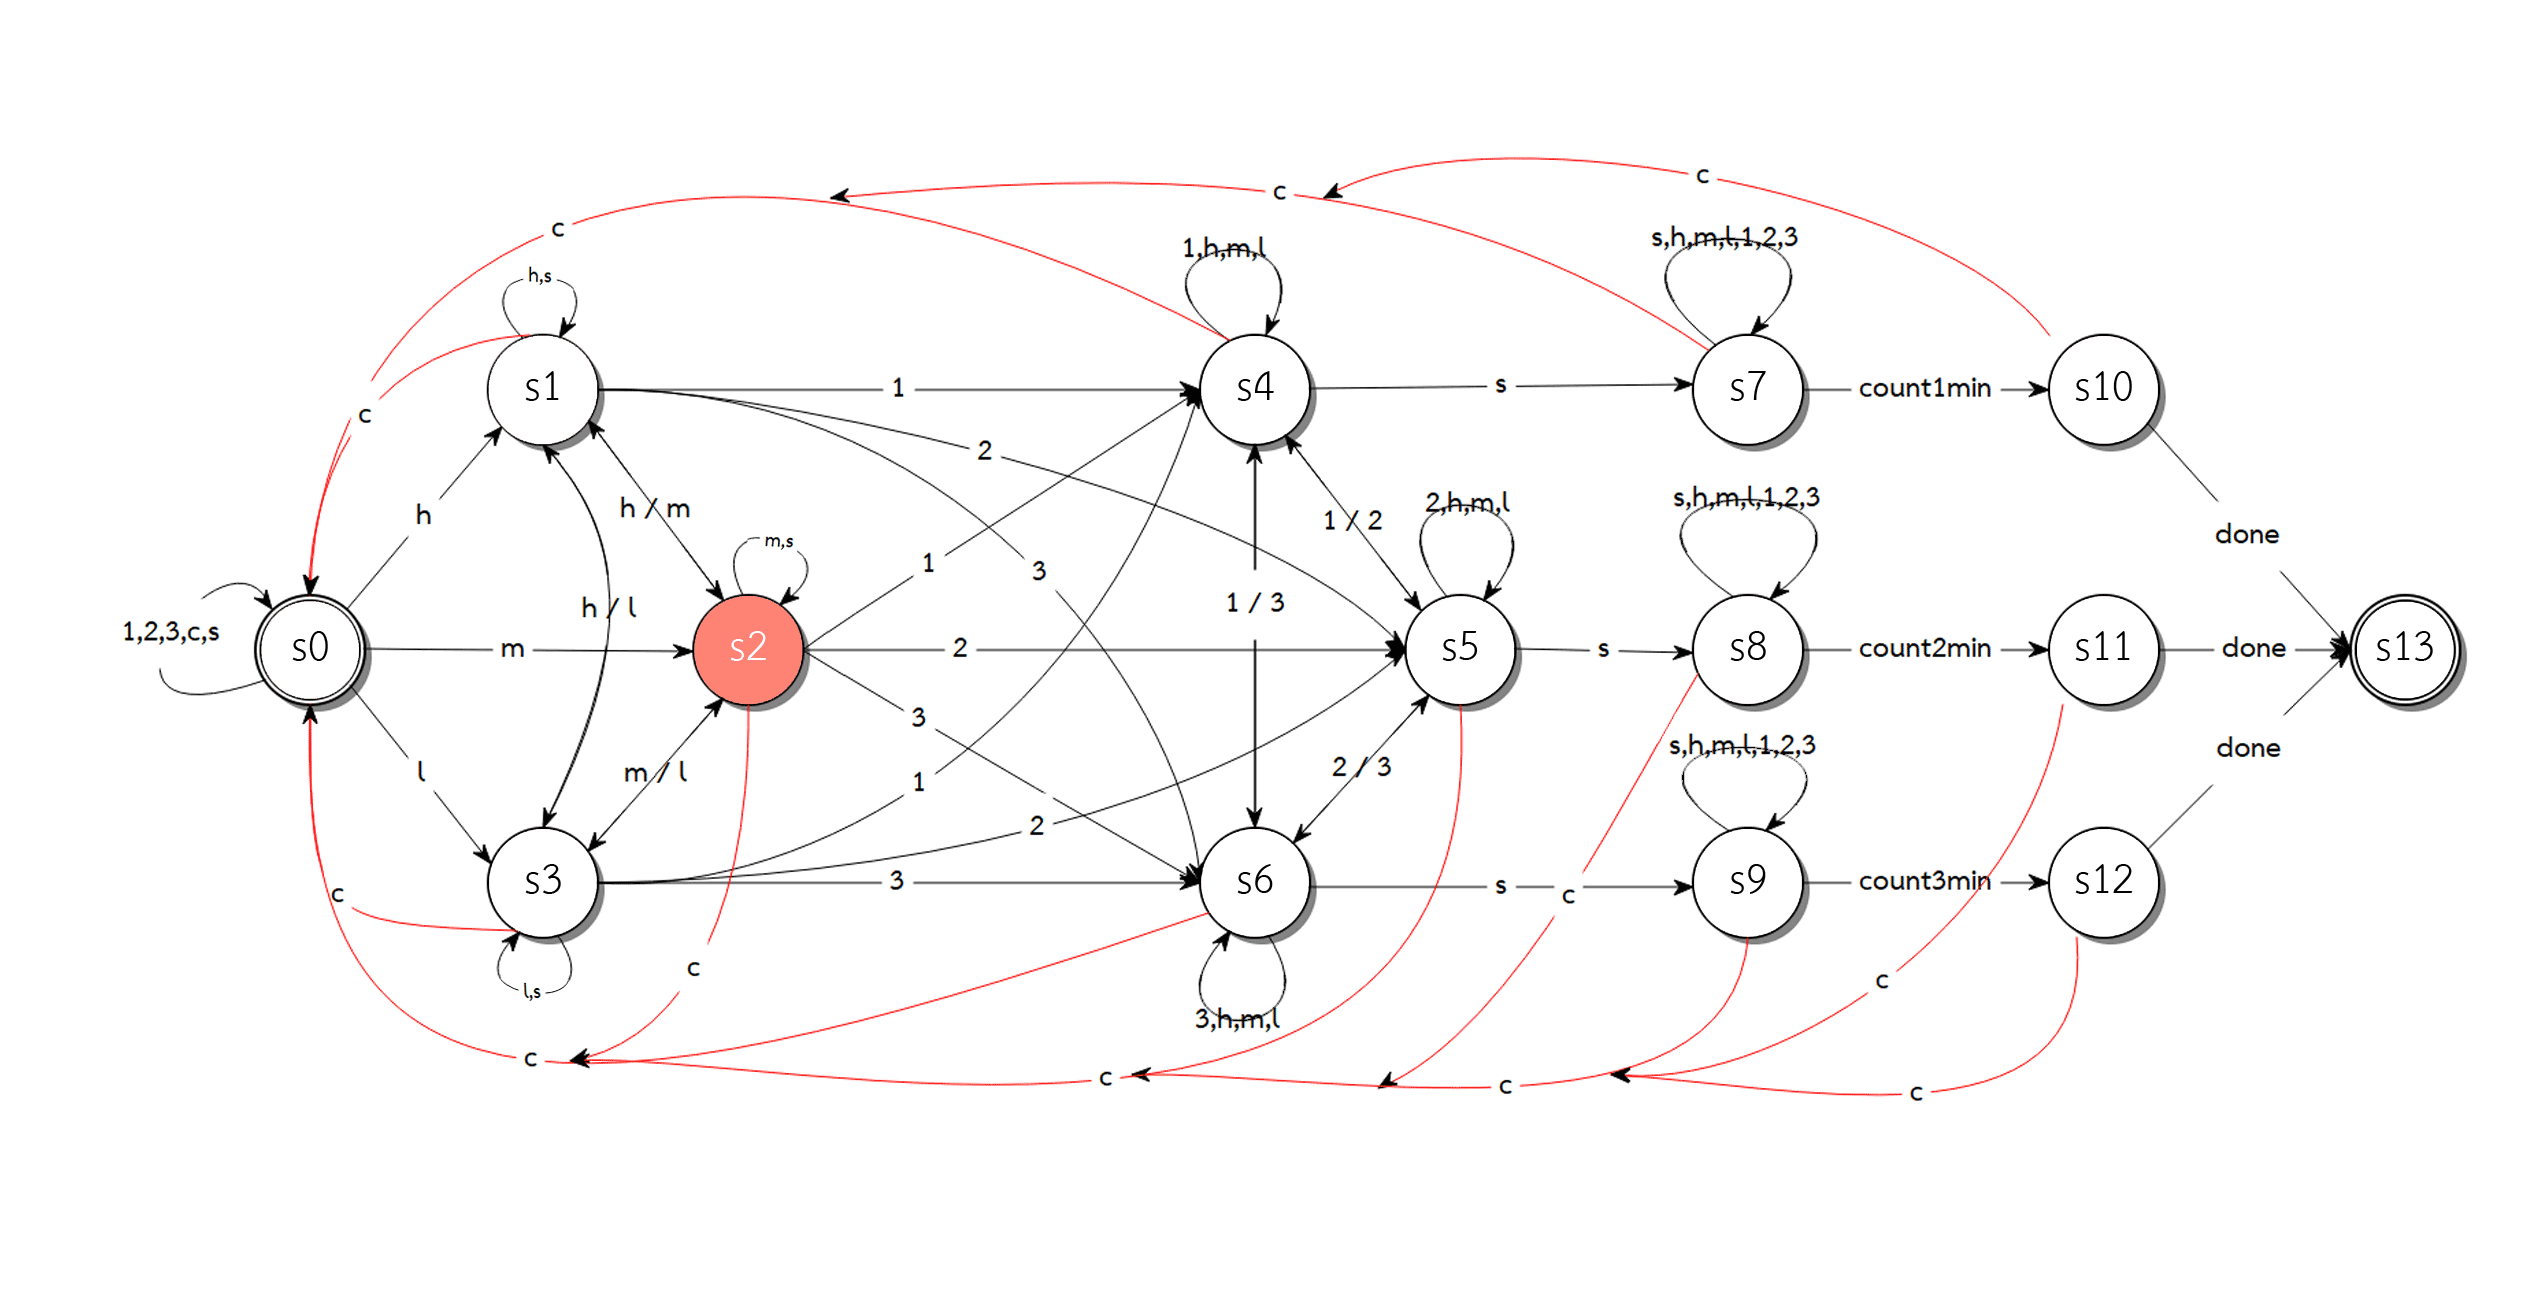 c
c
c
c
s,h,m,l,1,2,3
1,h,m,l
h,s
s1
1
s4
s
s7
count1min
s10
c
2
h
h / m
1 / 2
2,h,m,l
s,h,m,l,1,2,3
done
m,s
1
3
1 / 3
h / l
1,2,3,c,s
s0
m
s2
2
s5
s
s8
count2min
s11
done
s13
3
l
m / l
1
2 / 3
s,h,m,l,1,2,3
done
2
s3
3
s6
s
c
s9
count3min
s12
c
c
c
l,s
3,h,m,l
c
c
c
c